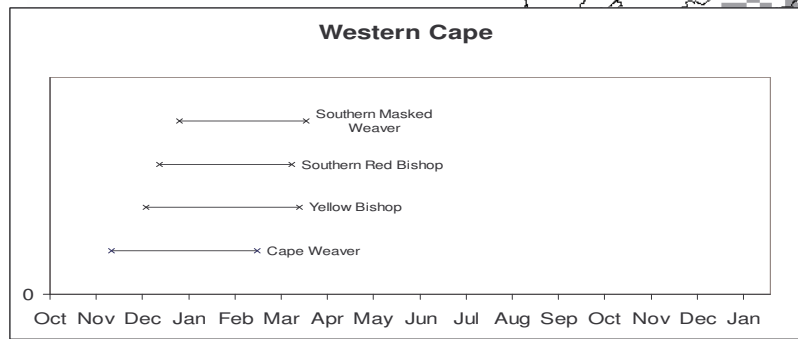 Western Cape
Southern Masked
Weaver
Southern Red Bishop
Yellow Bishop
Cape Weaver
0
Oct Nov Dec Jan Feb Mar Apr May Jun Jul Aug Sep Oct Nov Dec Jan